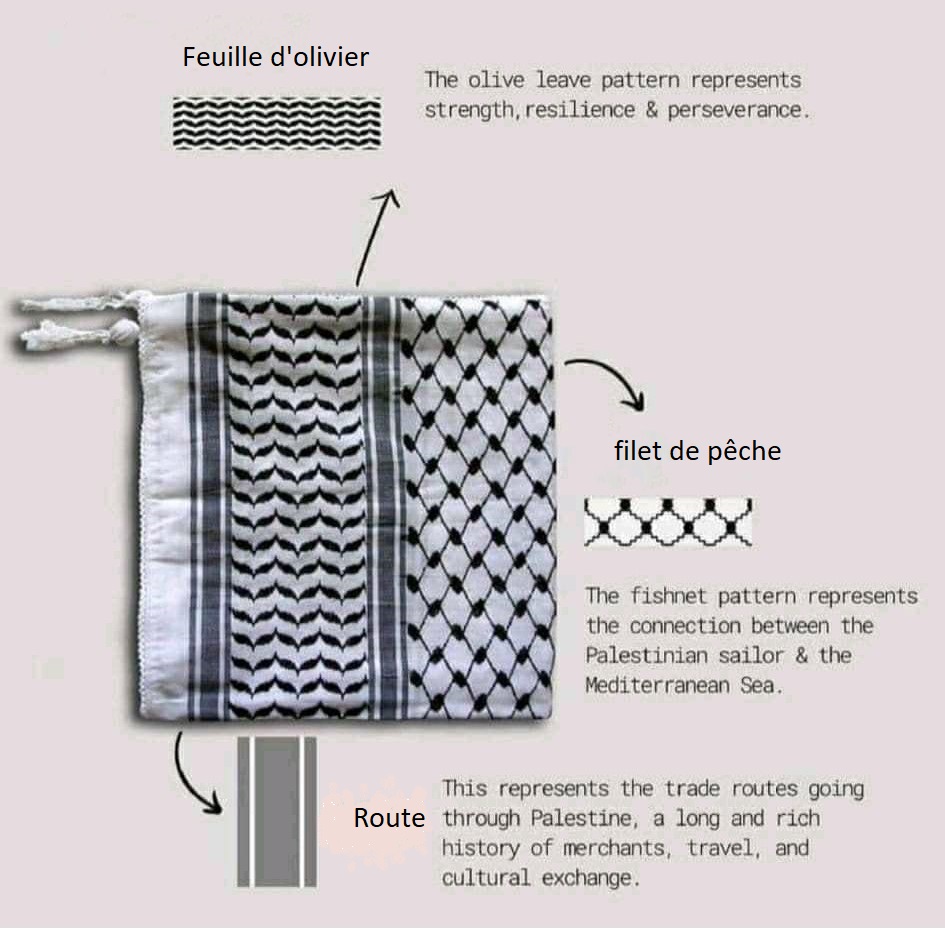 Feuille d'olivier
The olive leave pattern represents
strength, resilience & perseverance.
filet de pêche
The fishnet pattern represents
the connection between the
Palestinian sailor & the
Mediterranean Sea.
Route
This represents the trade routes going
through Palestine, a long and rich
history of merchants, travel, and
cultural exchange.